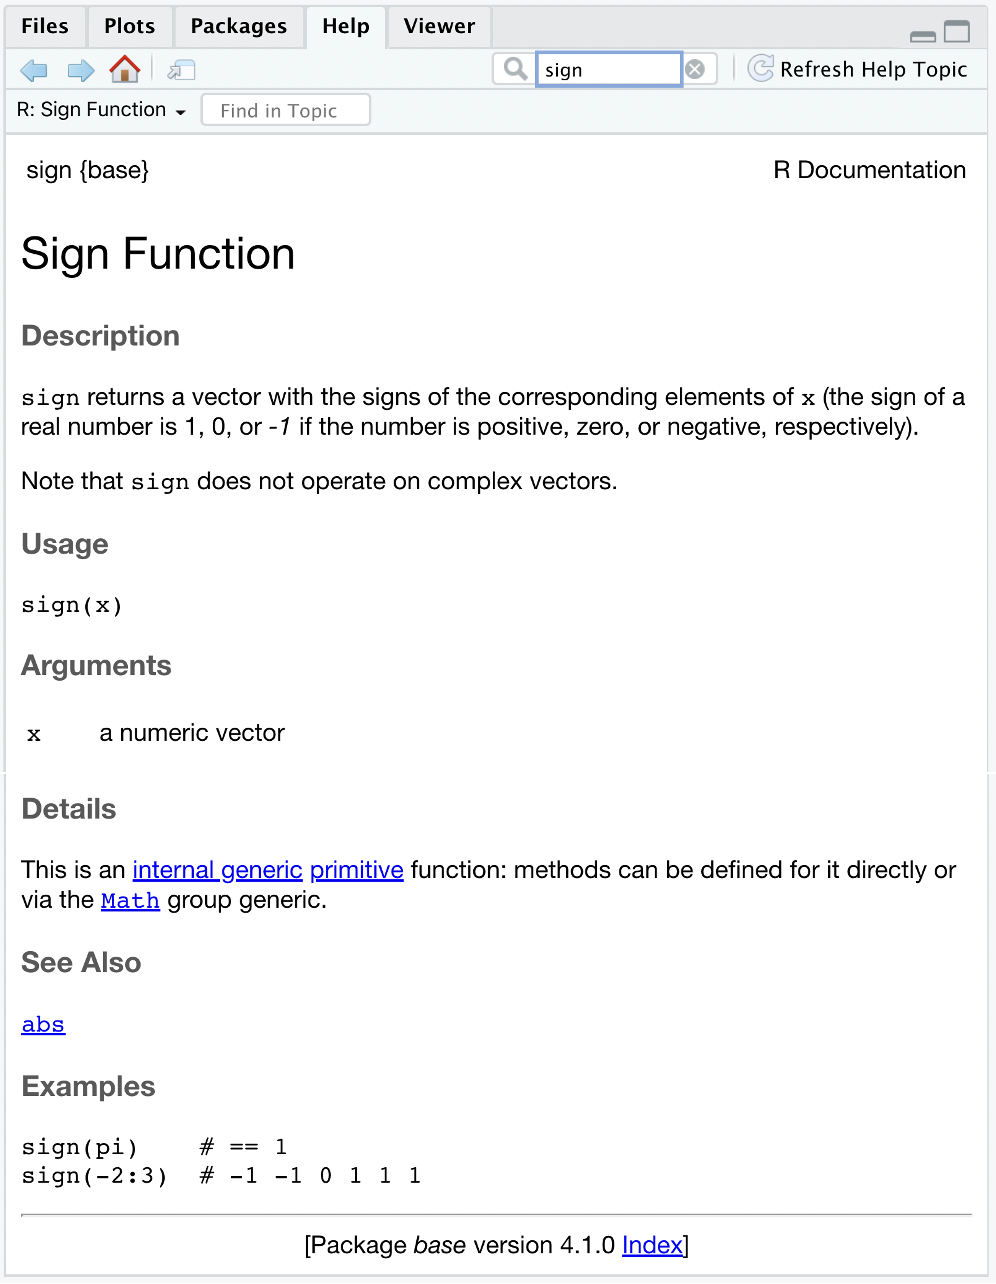 Files Plots Packages Help Viewer
sign Refresh Help Topic
R: Sign Function Find in Topic
sign {base} R Documentation
Sign Function
Description
sign returns a vector with the signs of the corresponding elements of x (the sign of a
real number is 1, 0, or -1 if the number is positive, zero, or negative, respectively).
Note that sign does not operate on complex vectors.
Usage
sign(x)
Arguments
x a numeric vector
Details
This is an internal generic primitive function: methods can be defined for it directly or
via the Math group generic.
See Also
abs
Examples
sign(pi) # == 1
sign(-2:3) # -1 -1 0 1 1 1
[Package base version 4.1.0 Index]